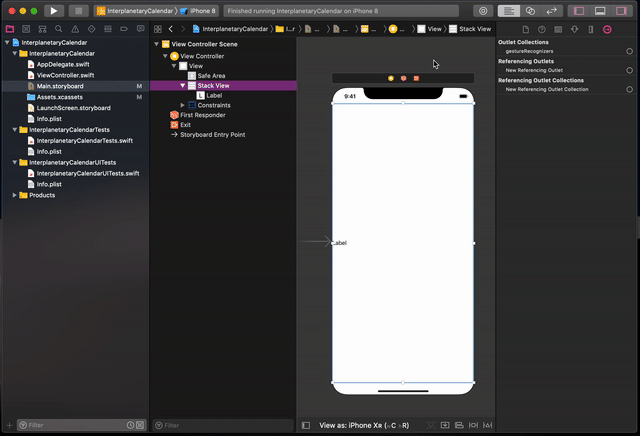 InterplanetaryCalendar 〉 iPhone 8
Finished running InterplanetaryCalendar on iPhone 8
InterplanetaryCalendar 〉 I...r 〉 ... 〉 ... 〉 ... 〉 ... 〉 View 〉 Stack View
InterplanetaryCalendar
InterplanetaryCalendar
AppDelegate.swift
ViewController.swift
Main.storyboard M
Assets.xcassets M
LaunchScreen.storyboard
Info.plist
InterplanetaryCalendarTests
InterplanetaryCalendarTests.swift
Info.plist
InterplanetaryCalendarUITests
InterplanetaryCalendarUITests.swift
Info.plist
Products
Filter
View Controller Scene
View Controller
View
Safe Area
Stack View
L Label
Constraints
First Responder
Exit
Storyboard Entry Point
Filter
9:41
Label
View as: iPhone XR (wC hR)
Outlet Collections
gestureRecognizers
Referencing Outlets
New Referencing Outlet
Referencing Outlet Collections
New Referencing Outlet Collection